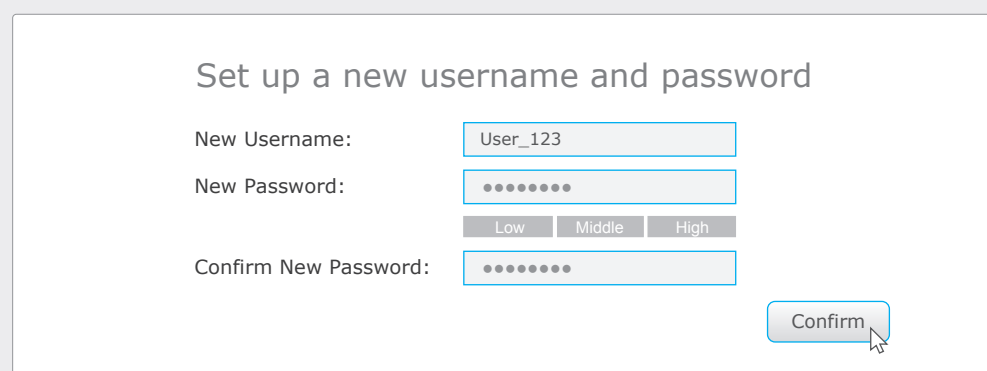 Set up a new username and password
New Username: User_123
New Password: ●●●●●●●●
Low Middle High
Confirm New Password: ●●●●●●●●
Confirm